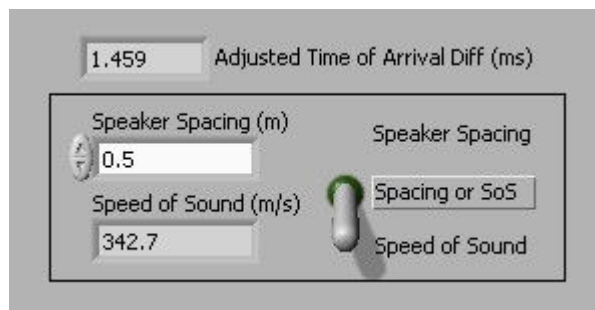 1.459 Adjusted Time of Arrival Diff (ms)
Speaker Spacing (m)
0.5
Speed of Sound (m/s)
342.7
Speaker Spacing
Spacing or SoS
Speed of Sound